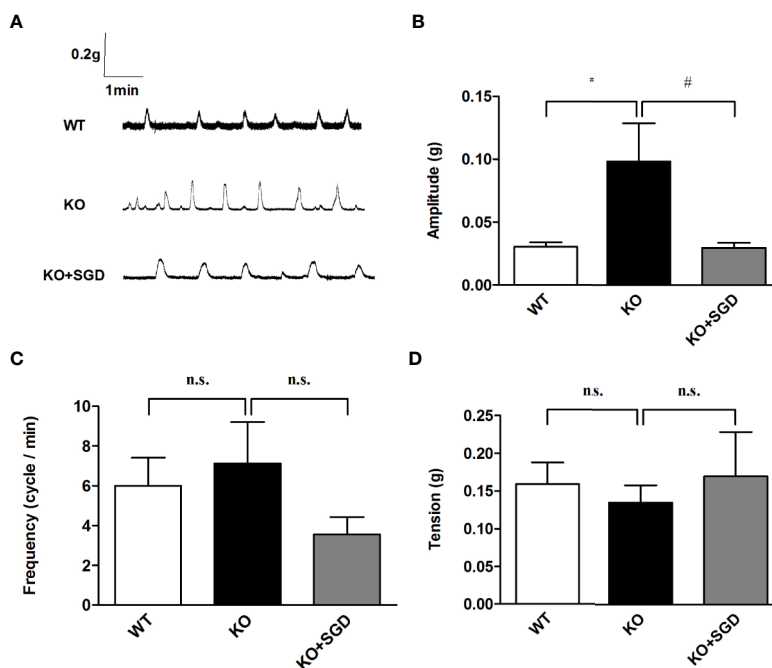 A
0.2g
1min
WT
KO
KO+SGD
B
*
#
Amplitude (g)
0.15
0.10
0.05
0.00
WT
KO
KO+SGD
C
n.s.
n.s.
Frequency (cycle / min)
10
8
6
4
2
0
WT
KO
KO+SGD
D
n.s.
n.s.
Tension (g)
0.25
0.20
0.15
0.10
0.05
0.00
WT
KO
KO+SGD